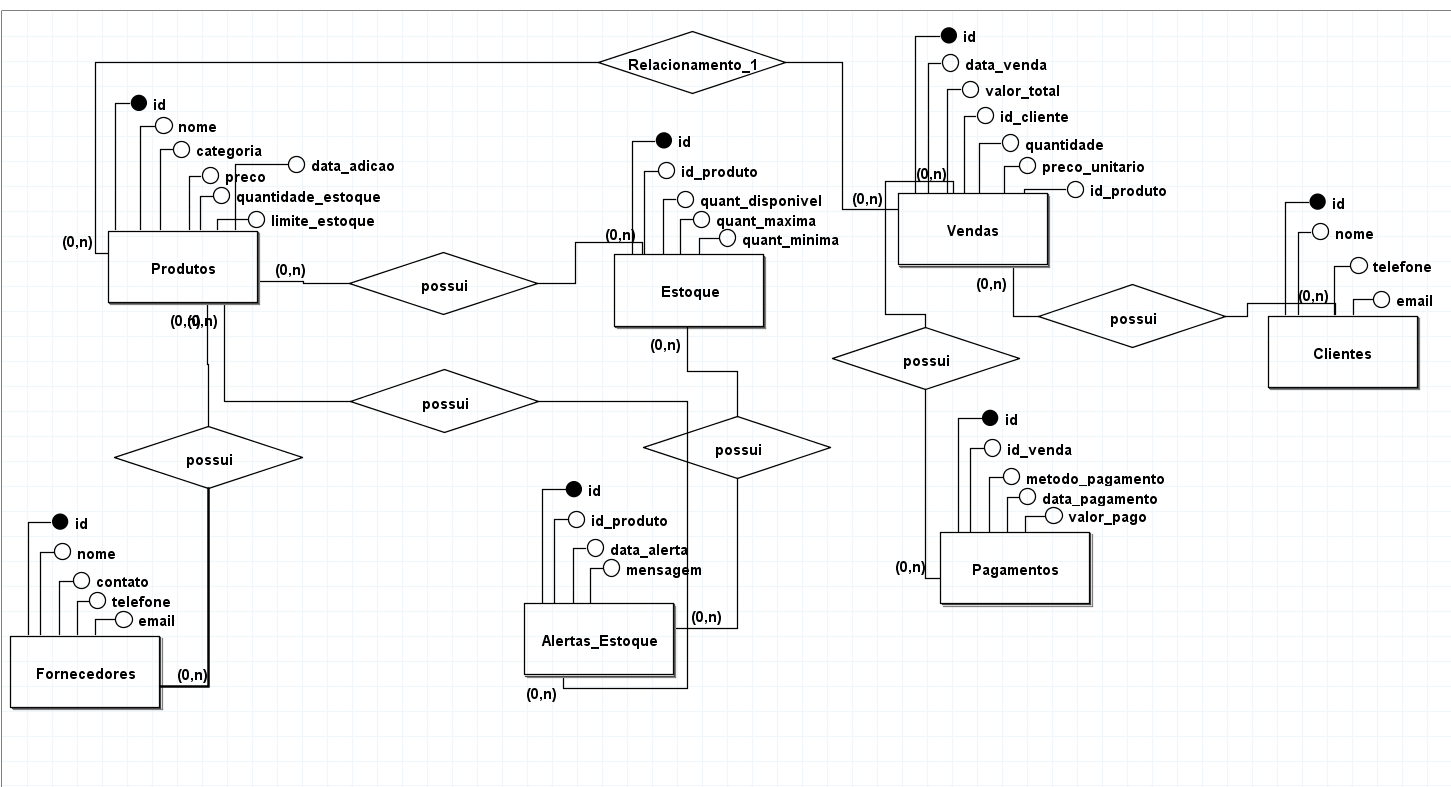 Relacionamento_1
id
data_venda
valor_total
id_cliente
quantidade
preco_unitario
id_produto
(0,n)
(0,n)
Vendas
(0,n)
id
nome
categoria
data_adicao
preco
quantidade_estoque
limite_estoque
(0,n)
Produtos
(0,n)
(0,n)
(0,n)
possui
id
id_produto
quant_disponivel
quant_maxima
quant_minima
(0,n)
Estoque
(0,n)
id
nome
telefone
(0,n)
email
Clientes
possui
possui
possui
possui
possui
id
id_venda
metodo_pagamento
data_pagamento
valor_pago
(0,n)
Pagamentos
id
id_produto
data_alerta
mensagem
(0,n)
Alertas_Estoque
(0,n)
possui
id
nome
contato
telefone
email
(0,n)
Fornecedores